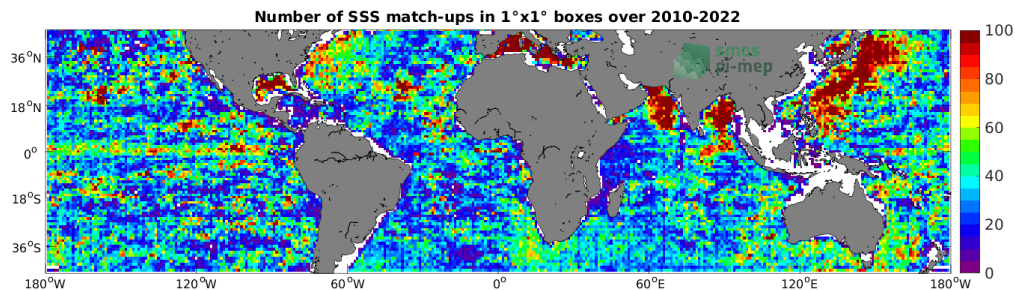 Number of SSS match-ups in 1°x1° boxes over 2010-2022
smos
pi-mep
36°N
18°N
0°
18°S
36°S
180°W
120°W
60°W
0°
60°E
120°E
180°W
100
80
60
40
20
0